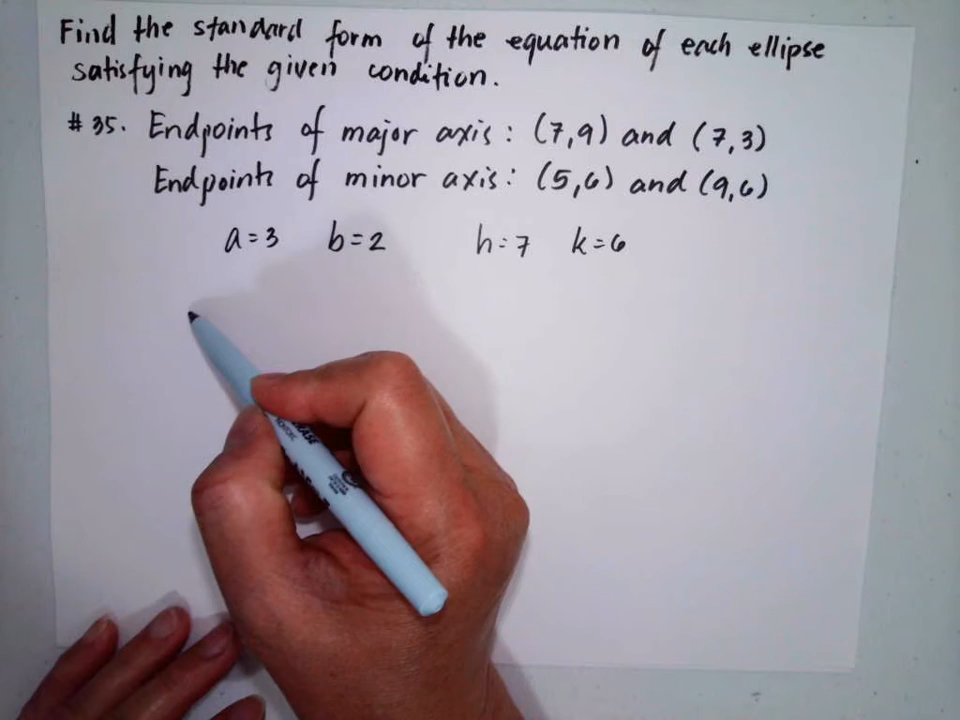 Find the standard form of the equation of each ellipse
satisfying the given condition.
#35. Endpoints of major axis: (7,9) and (7,3)
Endpoints of minor axis: (5,6) and (9,6)
a=3 b=2 h=7 k=6